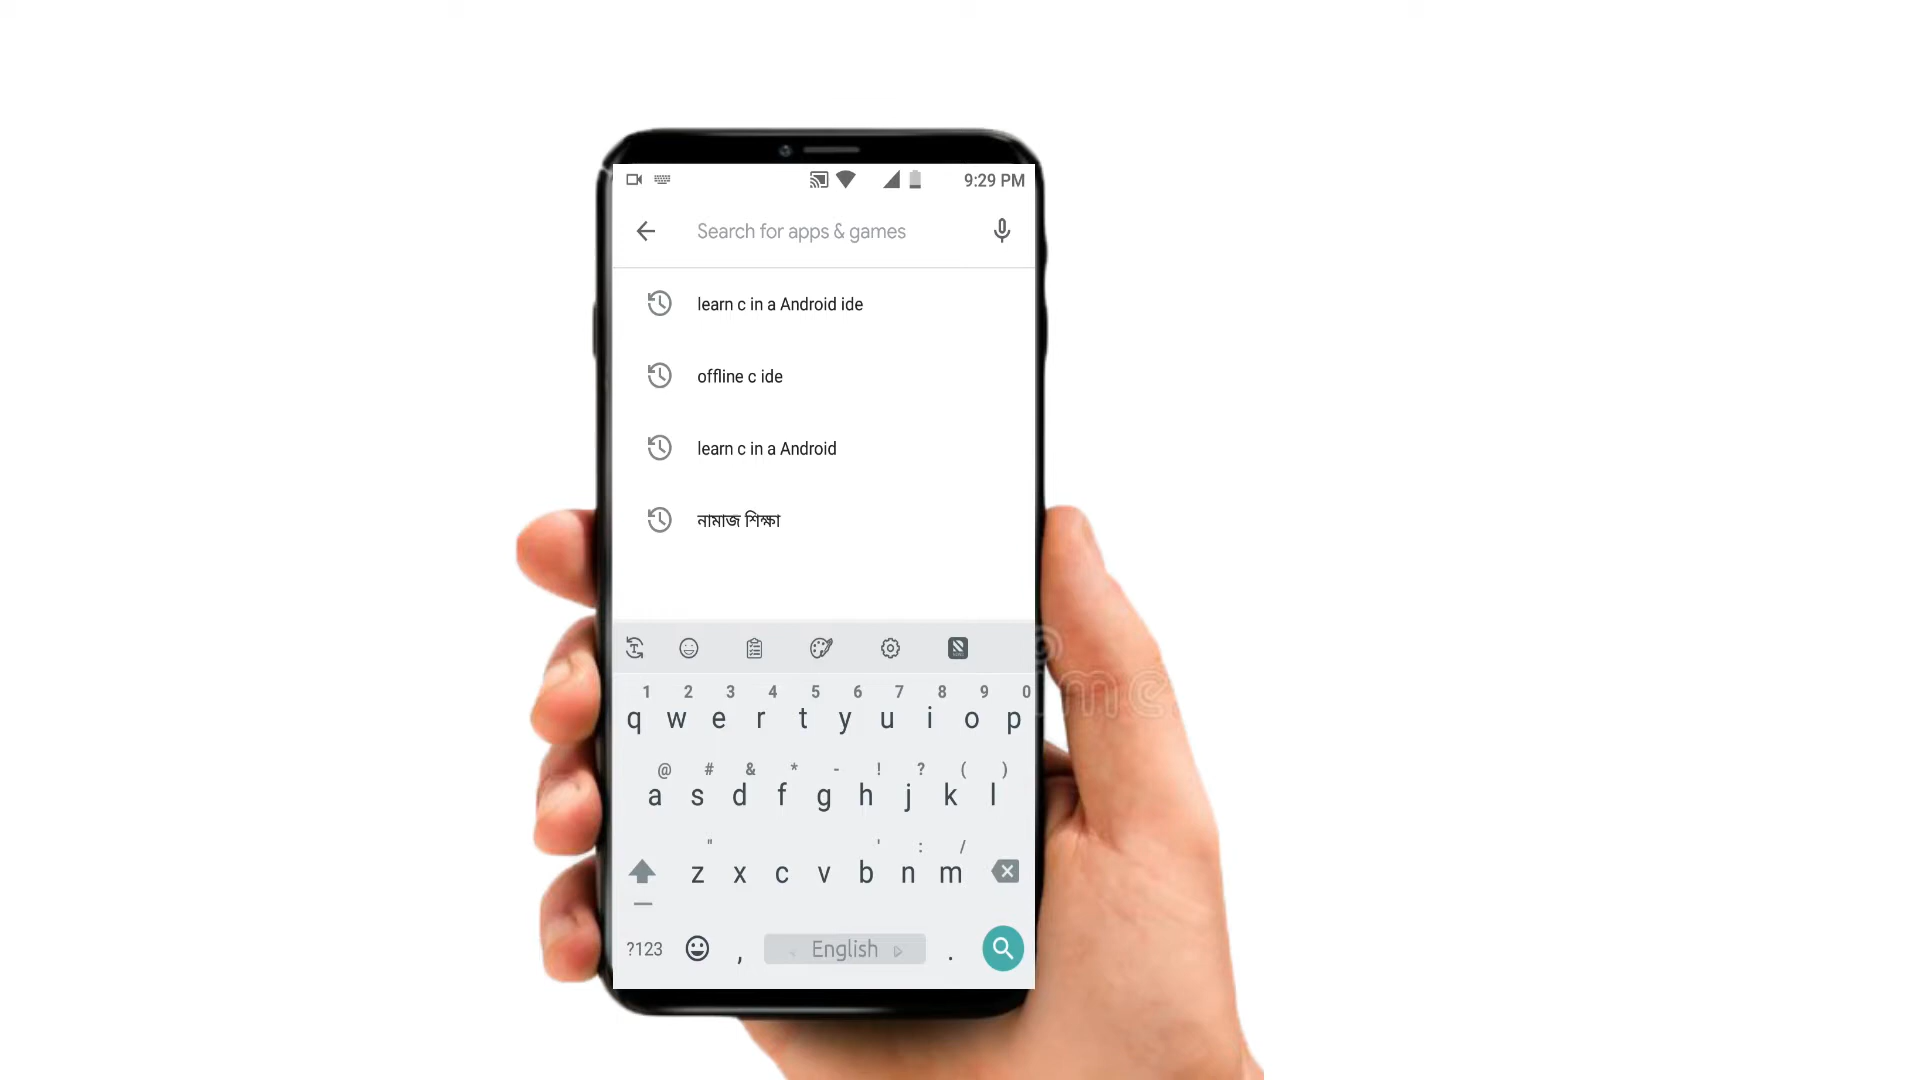 9:29 PM
Search for apps & games
learn c in a Android ide
offline c ide
learn c in a Android
নামাজ শিক্ষা
1 2 3 4 5 6 7 8 9 0
q w e r t y u i o p
@ # & * - ! ? ( )
a s d f g h j k l
" ' : /
z x c v b n m
?123 , English .